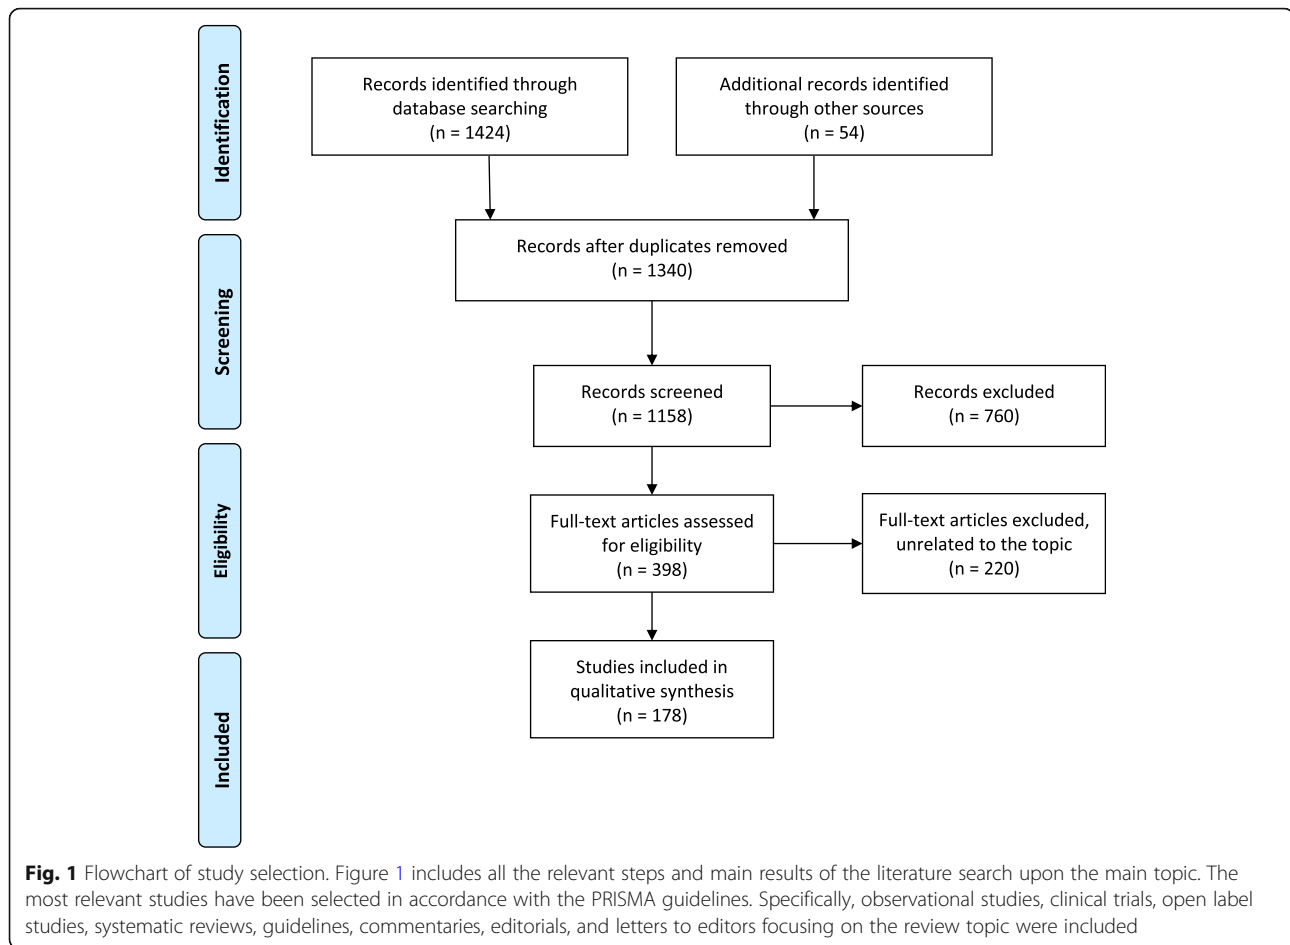 Identification
Records identified through
database searching
(n = 1424)
Additional records identified
through other sources
(n = 54)
Screening
Records after duplicates removed
(n = 1340)
Records screened
(n = 1158)
Records excluded
(n = 760)
Eligibility
Full-text articles assessed
for eligibility
(n = 398)
Full-text articles excluded,
unrelated to the topic
(n = 220)
Included
Studies included in
qualitative synthesis
(n = 178)
Fig. 1 Flowchart of study selection. Figure 1 includes all the relevant steps and main results of the literature search upon the main topic. The
most relevant studies have been selected in accordance with the PRISMA guidelines. Specifically, observational studies, clinical trials, open label
studies, systematic reviews, guidelines, commentaries, editorials, and letters to editors focusing on the review topic were included